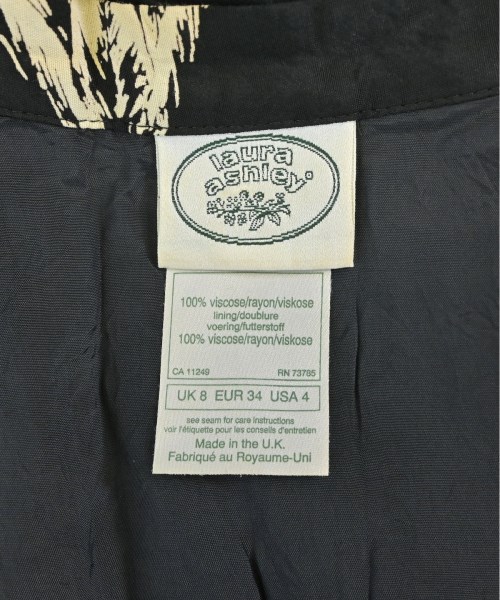 laura
ashley®
100% viscose/rayon/viskose
lining/doublure
voering/futterstoff
100% viscose/rayon/viskose
CA 11249 RN 73785
UK 8 EUR 34 USA 4
see seam for care instructions
voir l'étiquette pour les conseils d'entretien
Made in the U.K.
Fabriqué au Royaume-Uni